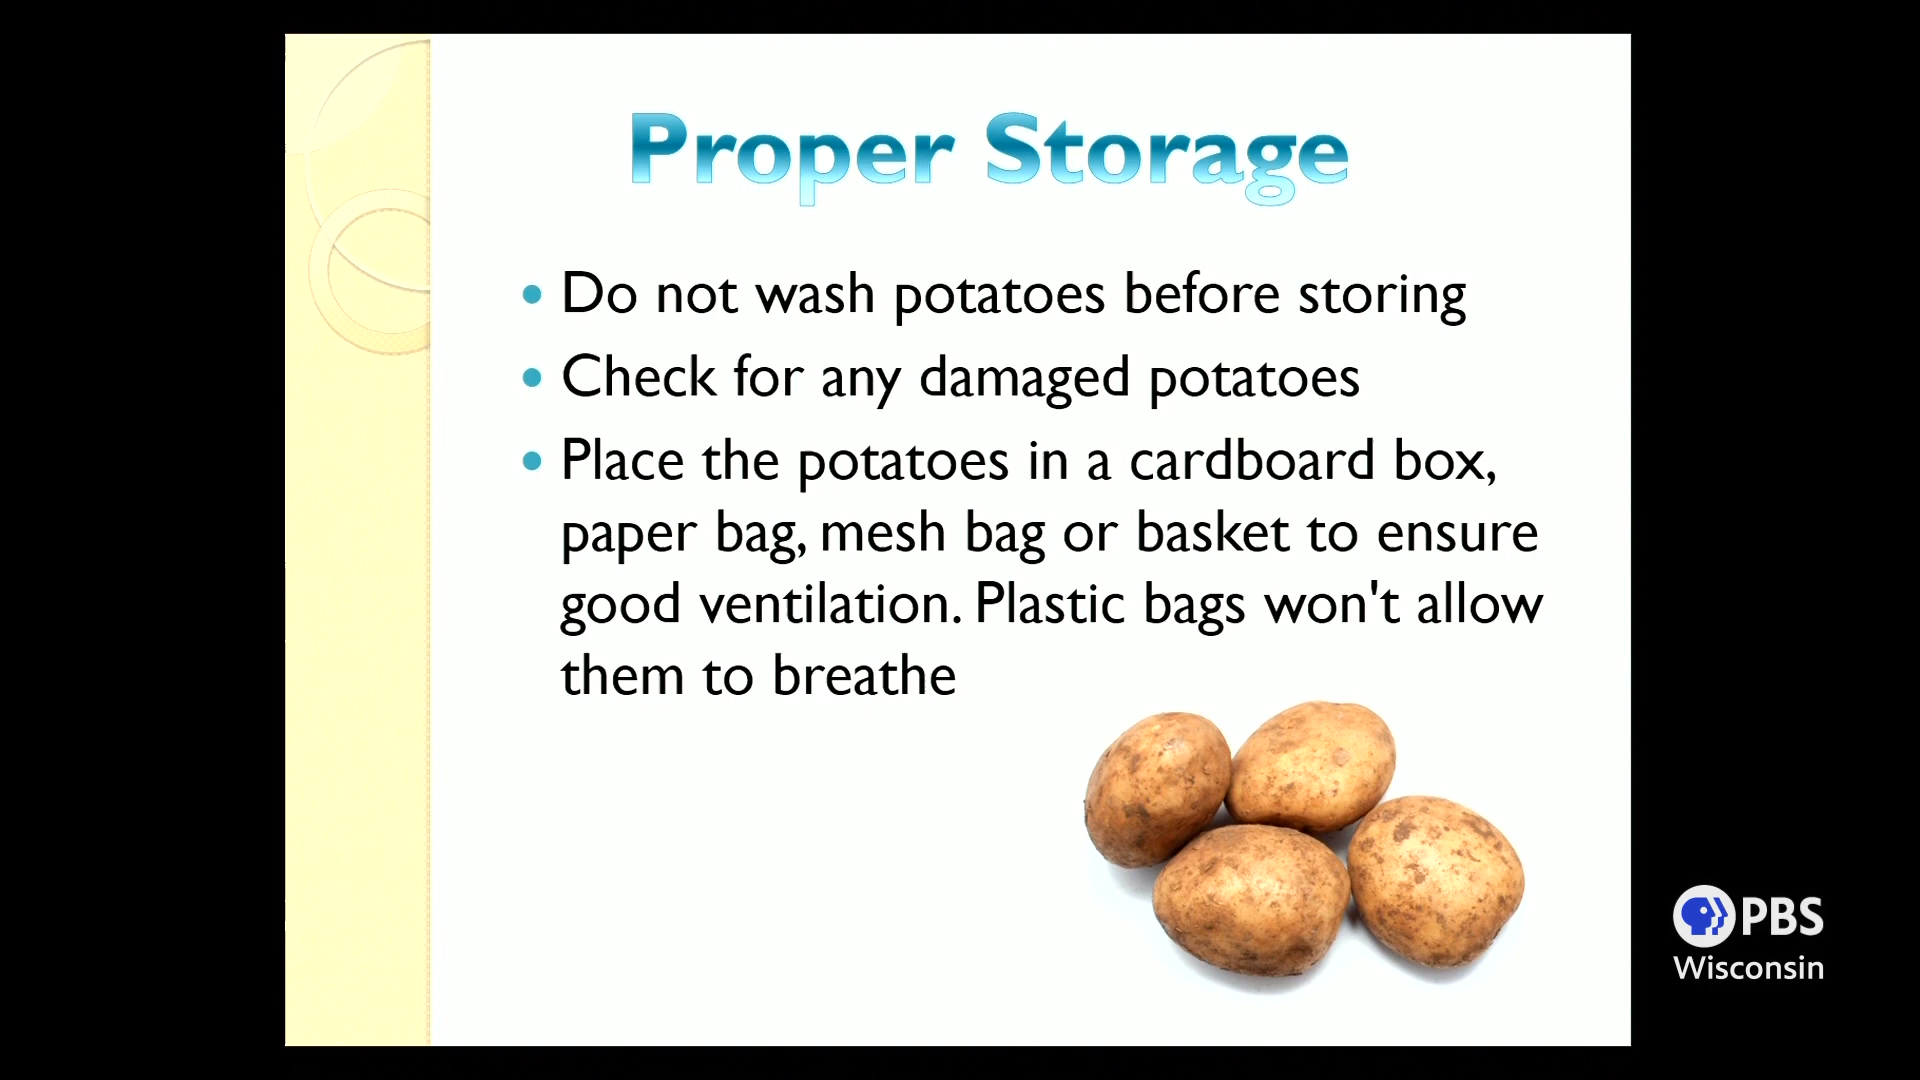 Proper Storage
• Do not wash potatoes before storing
• Check for any damaged potatoes
• Place the potatoes in a cardboard box,
paper bag, mesh bag or basket to ensure
good ventilation. Plastic bags won't allow
them to breathe
PBS
Wisconsin